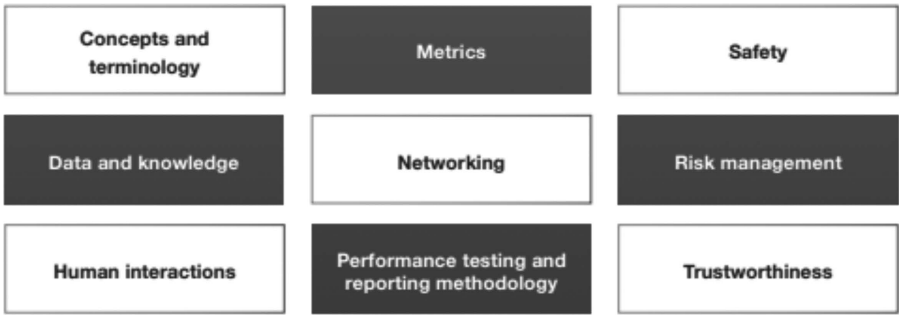 Concepts and
terminology
Metrics
Safety
Data and knowledge
Networking
Risk management
Human interactions
Performance testing and
reporting methodology
Trustworthiness